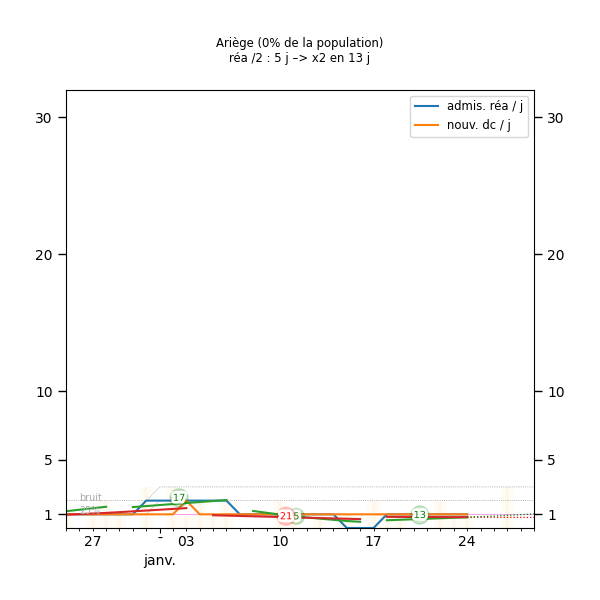 Ariège (0% de la population)
réa /2 : 5 j –> x2 en 13 j
admis. réa / j
nouv. dc / j
30 30
20 20
10 10
5 5
bruit
17
1 21 5 13 1
27 - 03 10 17 24
janv.